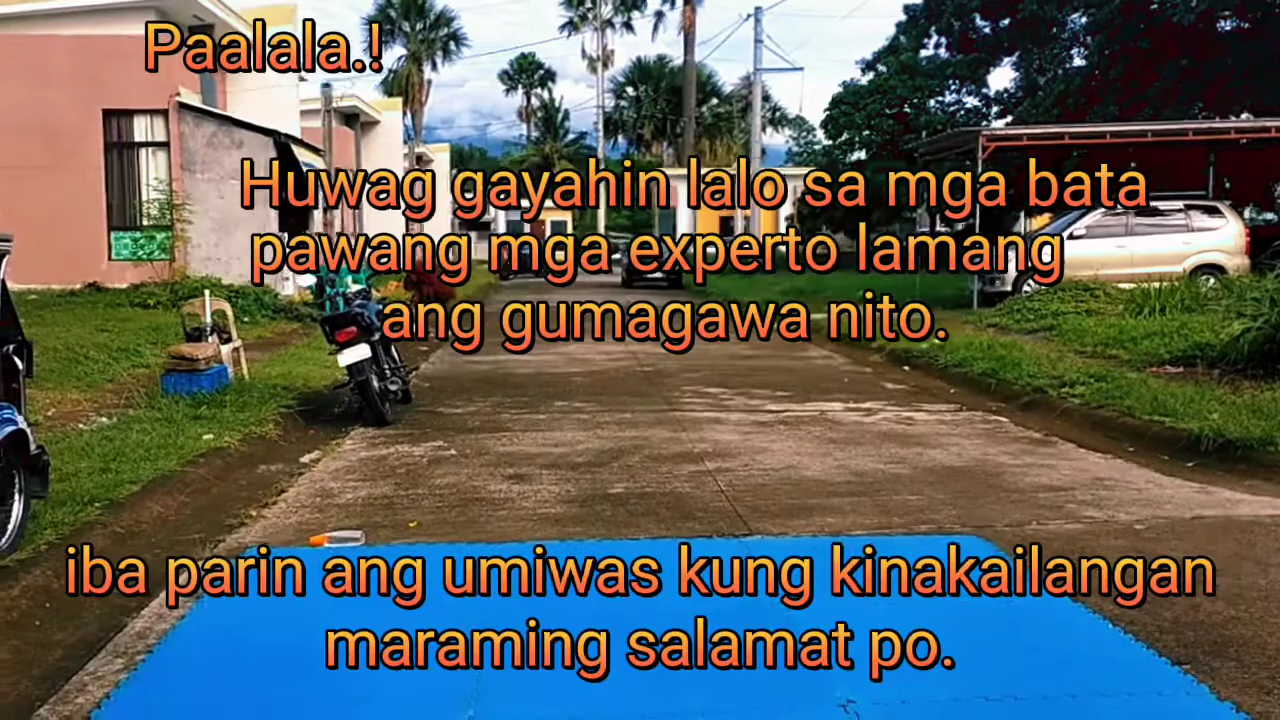 Paalala.!
Huwag gayahin lalo sa mga bata
pawang mga experto lamang
ang gumagawa nito.
iba parin ang umiwas kung kinakailangan
maraming salamat po.